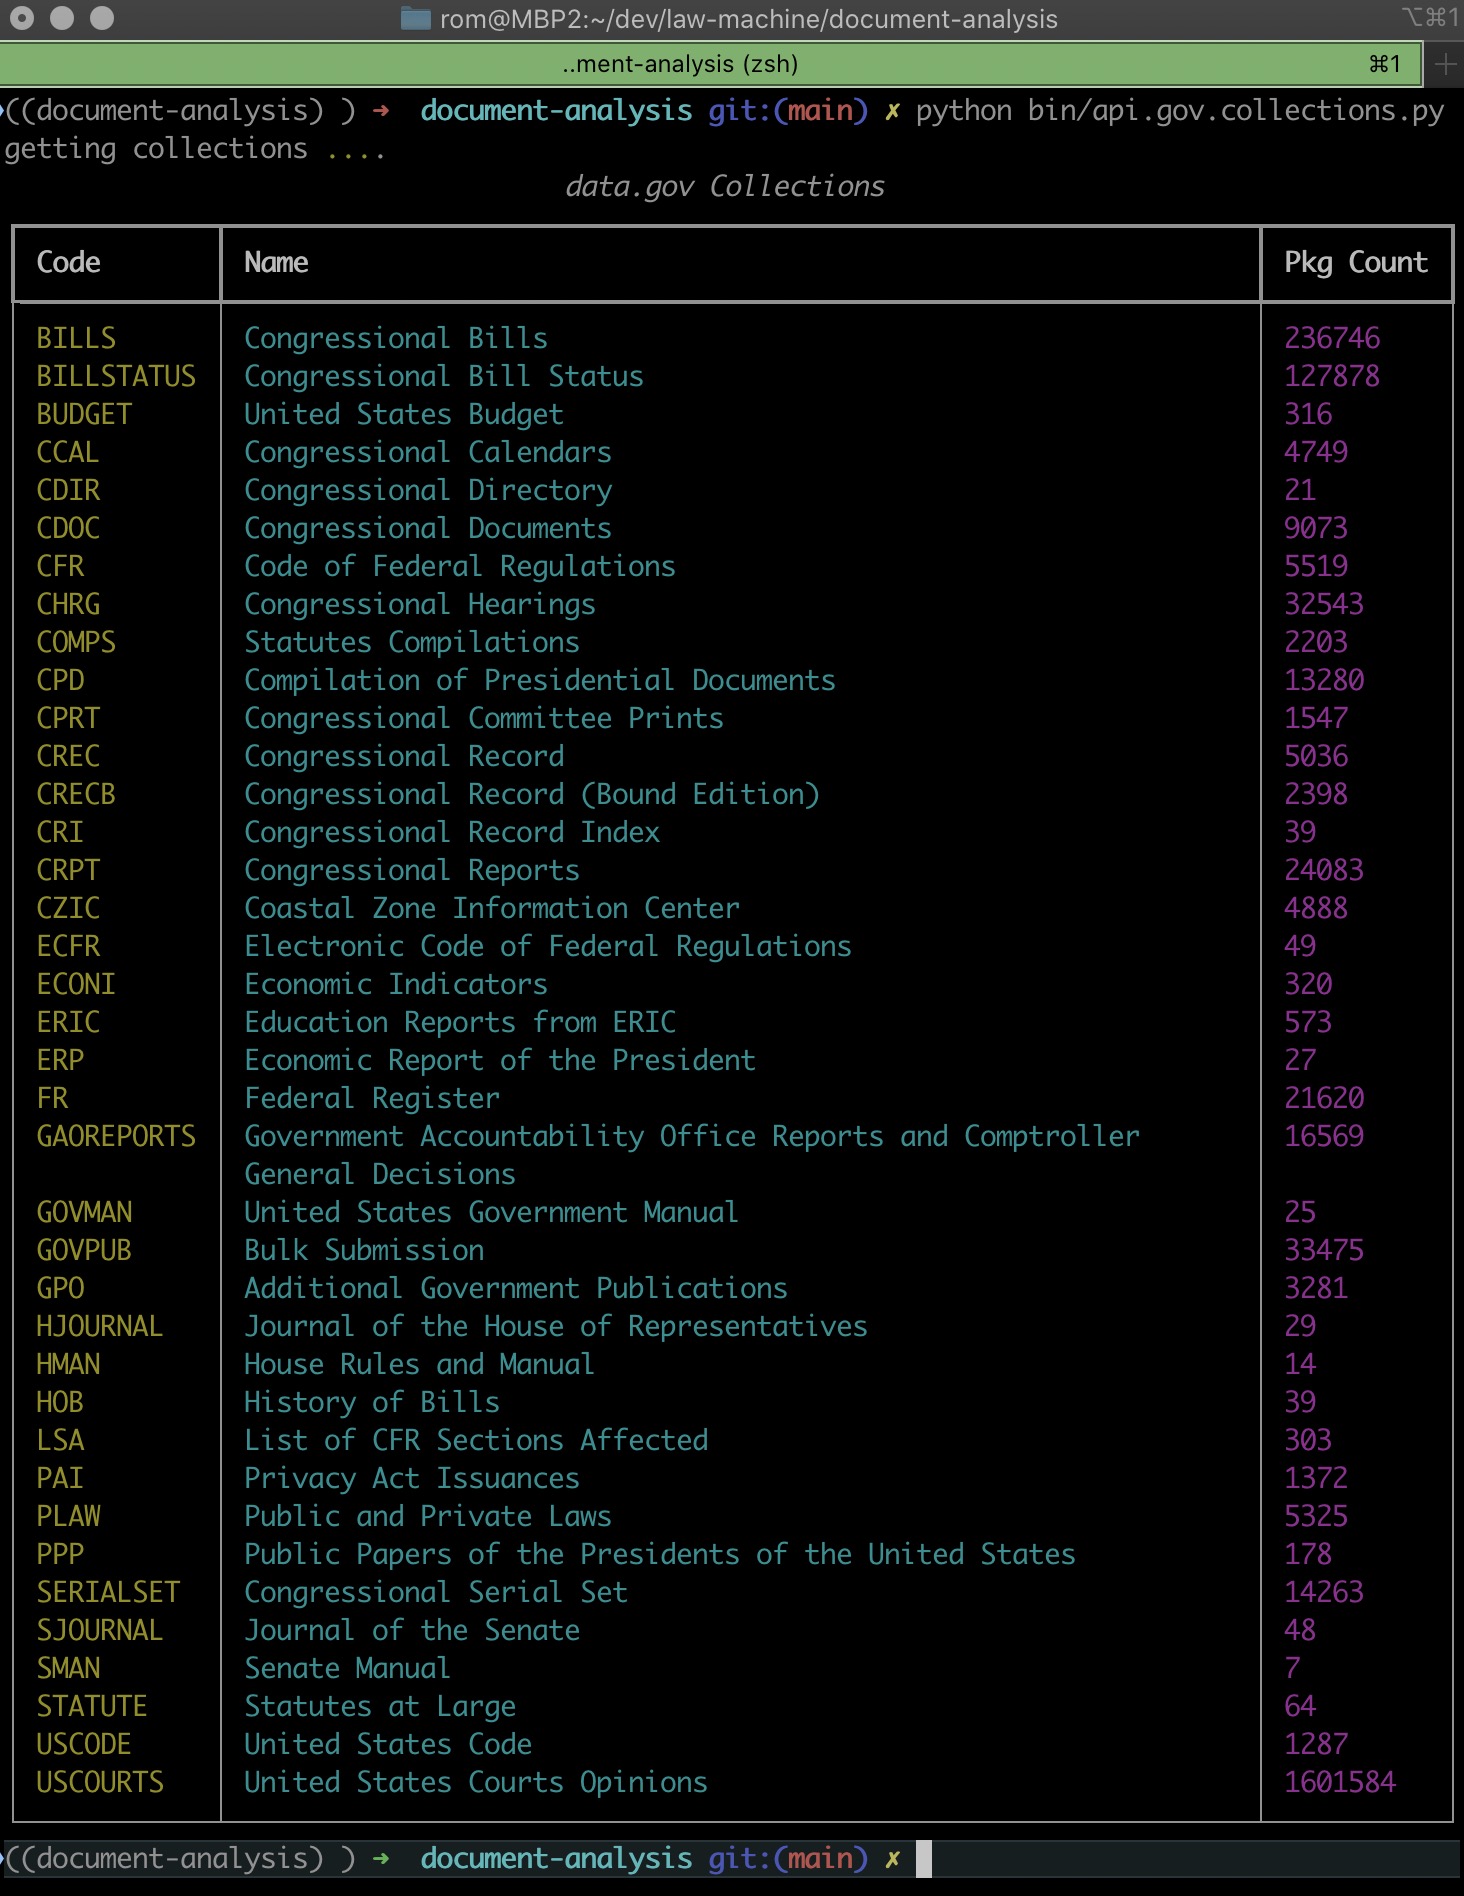 rom@MBP2:~/dev/law-machine/document-analysis ⌥⌘1
..ment-analysis (zsh) ⌘1 +
((document-analysis) ) ➜ document-analysis git:(main) ✗ python bin/api.gov.collections.py
getting collections ....
data.gov Collections
Code Name Pkg Count
BILLS Congressional Bills 236746
BILLSTATUS Congressional Bill Status 127878
BUDGET United States Budget 316
CCAL Congressional Calendars 4749
CDIR Congressional Directory 21
CDOC Congressional Documents 9073
CFR Code of Federal Regulations 5519
CHRG Congressional Hearings 32543
COMPS Statutes Compilations 2203
CPD Compilation of Presidential Documents 13280
CPRT Congressional Committee Prints 1547
CREC Congressional Record 5036
CRECB Congressional Record (Bound Edition) 2398
CRI Congressional Record Index 39
CRPT Congressional Reports 24083
CZIC Coastal Zone Information Center 4888
ECFR Electronic Code of Federal Regulations 49
ECONI Economic Indicators 320
ERIC Education Reports from ERIC 573
ERP Economic Report of the President 27
FR Federal Register 21620
GAOREPORTS Government Accountability Office Reports and Comptroller 16569
General Decisions
GOVMAN United States Government Manual 25
GOVPUB Bulk Submission 33475
GPO Additional Government Publications 3281
HJOURNAL Journal of the House of Representatives 29
HMAN House Rules and Manual 14
HOB History of Bills 39
LSA List of CFR Sections Affected 303
PAI Privacy Act Issuances 1372
PLAW Public and Private Laws 5325
PPP Public Papers of the Presidents of the United States 178
SERIALSET Congressional Serial Set 14263
SJOURNAL Journal of the Senate 48
SMAN Senate Manual 7
STATUTE Statutes at Large 64
USCODE United States Code 1287
USCOURTS United States Courts Opinions 1601584
((document-analysis) ) ➜ document-analysis git:(main) ✗